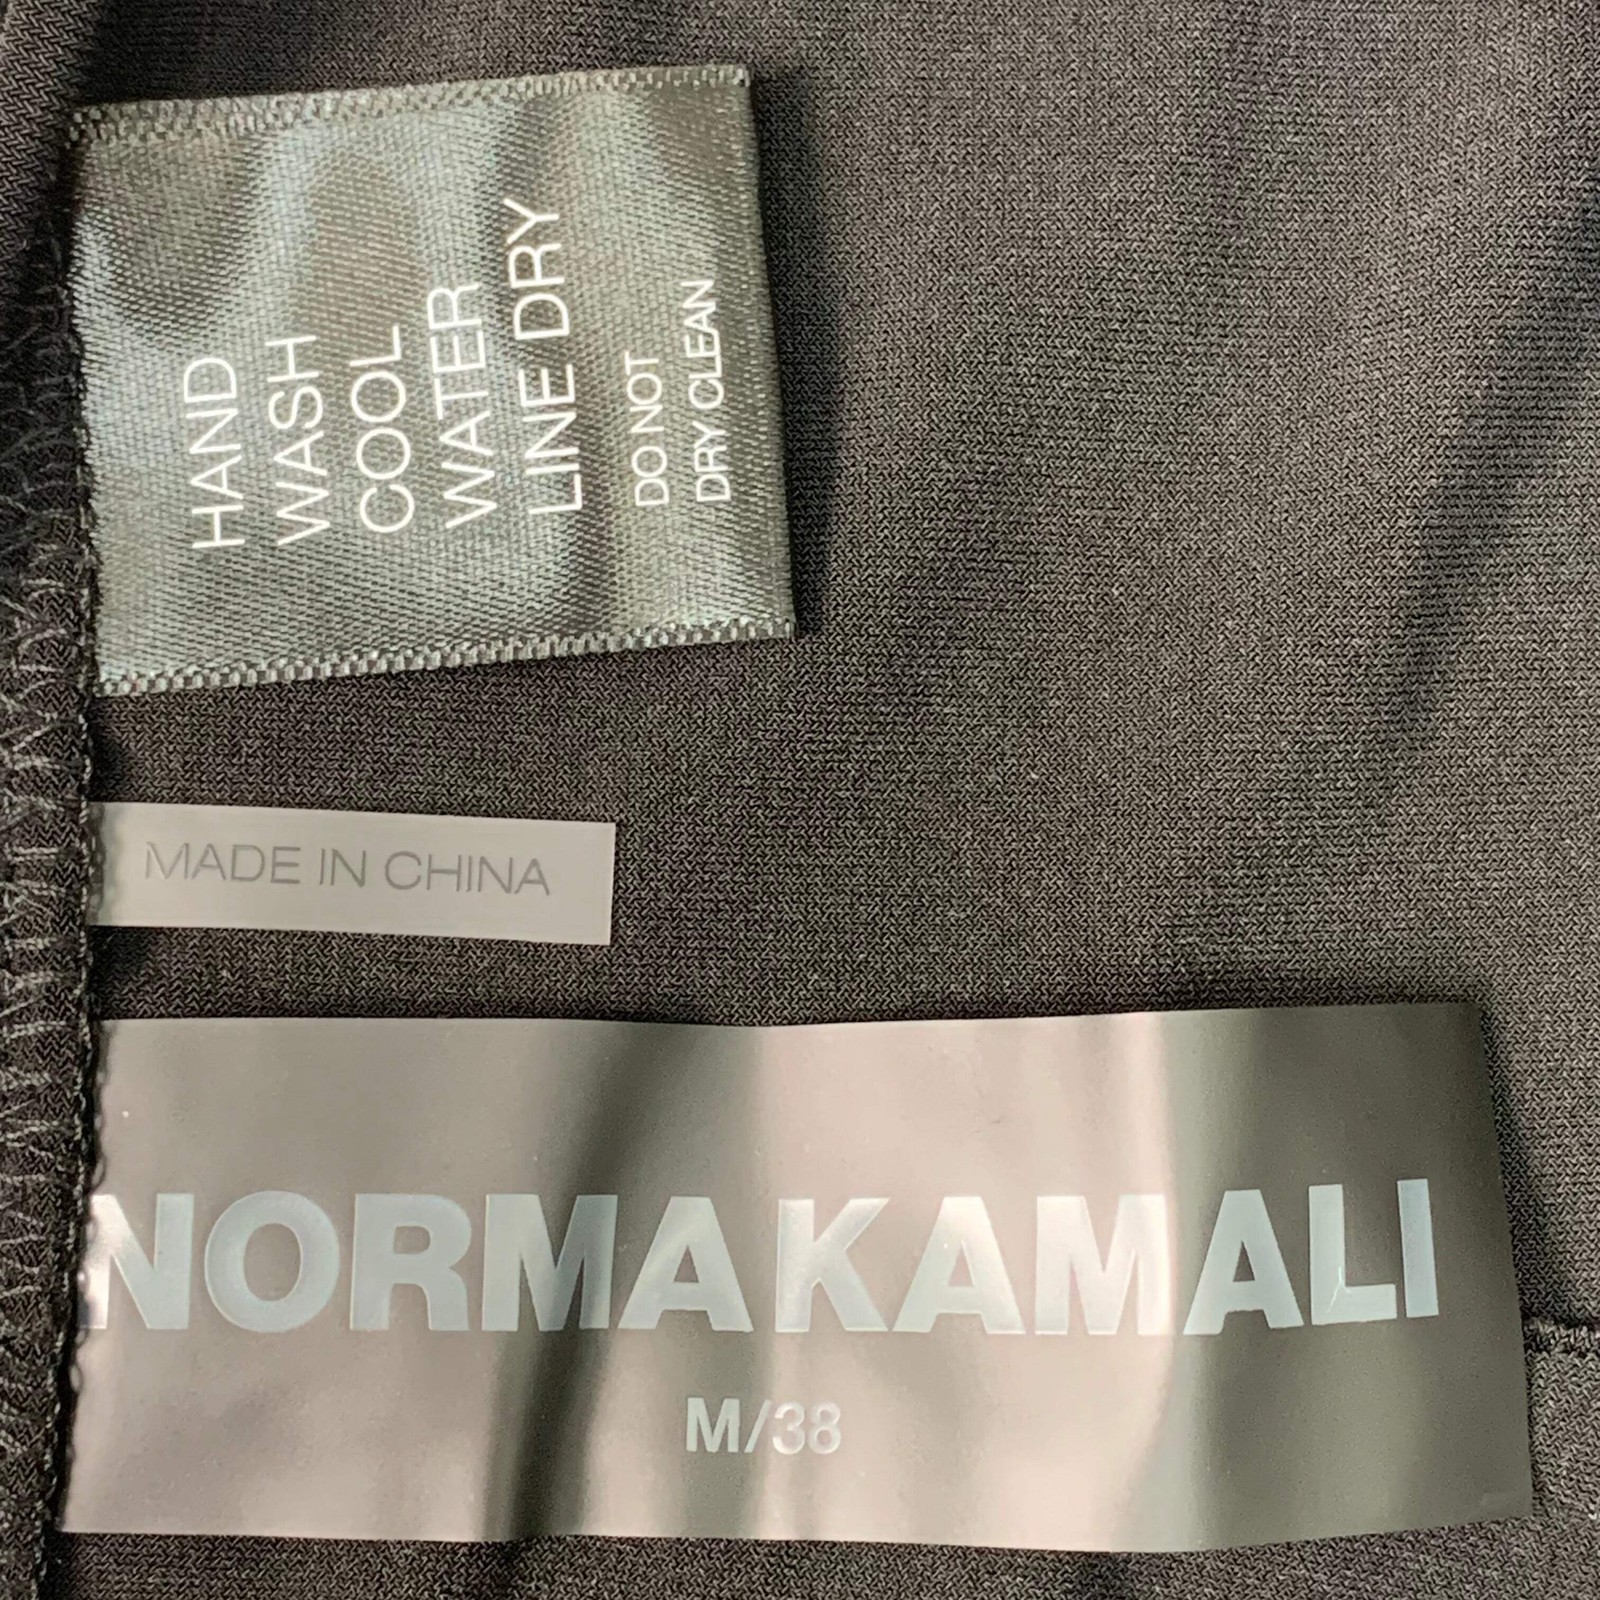 HAND
WASH
COOL
WATER
LINE DRY
DO NOT
DRY CLEAN
MADE IN CHINA
NORMA KAMALI
M/38